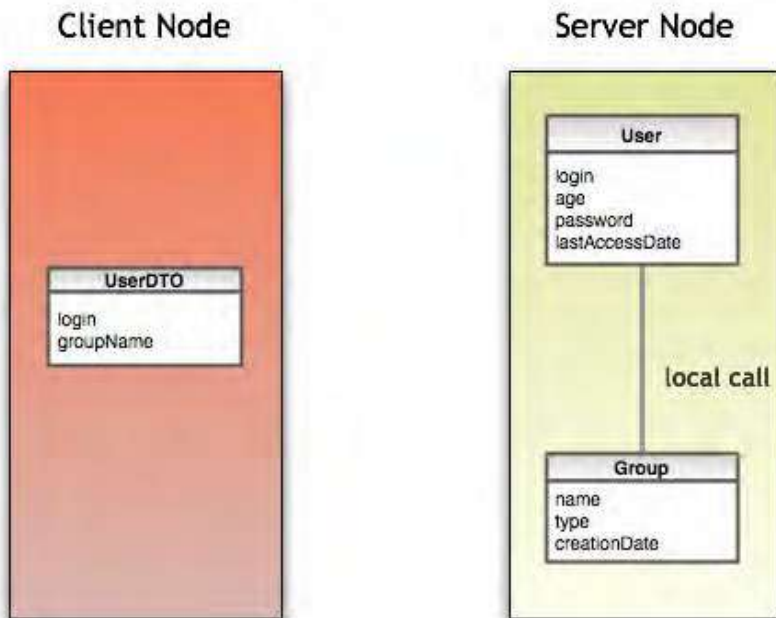 Client Node
Server Node
UserDTO
login
groupName
User
login
age
password
lastAccessDate
local call
Group
name
type
creationDate